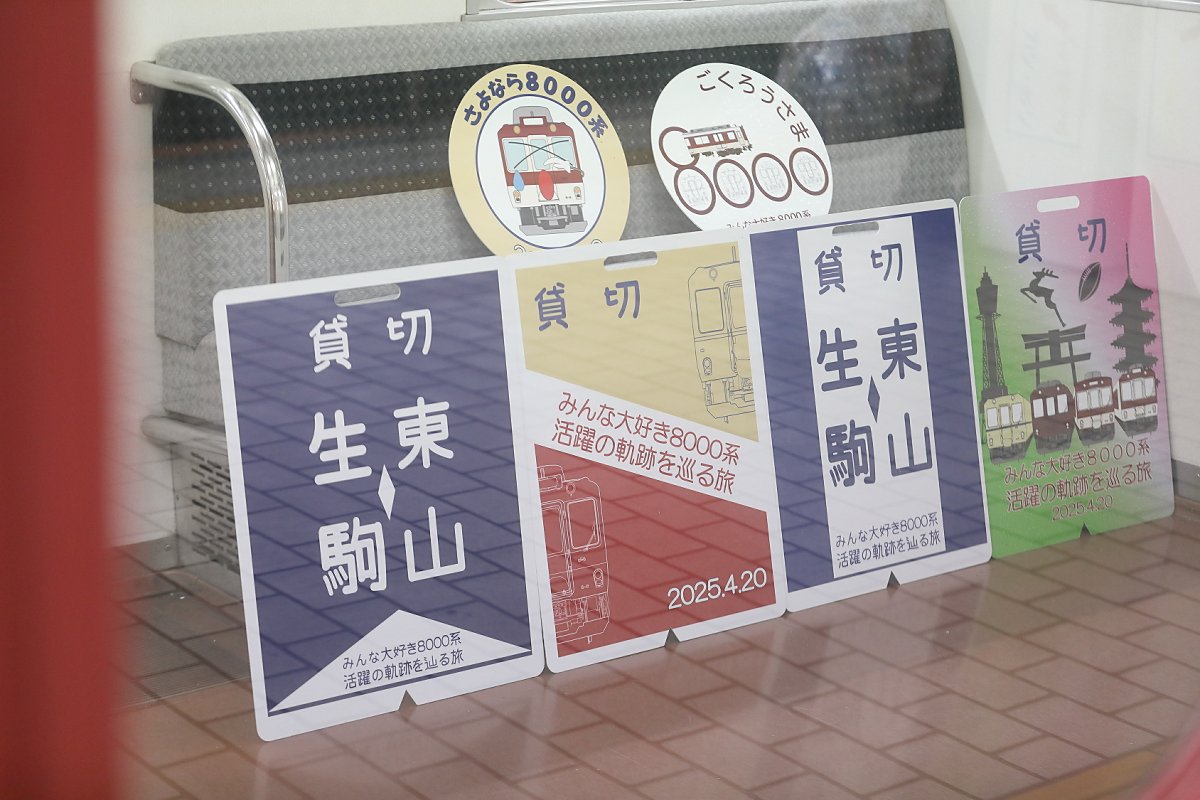 さよなら8000系
ごくろうさま
みんな大好き8000系
貸切
東山
生駒
みんな大好き8000系
活躍の軌跡を辿る旅
貸切
みんな大好き8000系
活躍の軌跡を巡る旅
2025.4.20
貸切
東山
生駒
みんな大好き8000系
活躍の軌跡を辿る旅
貸切
みんな大好き8000系
活躍の軌跡を巡る旅
2025.4.20